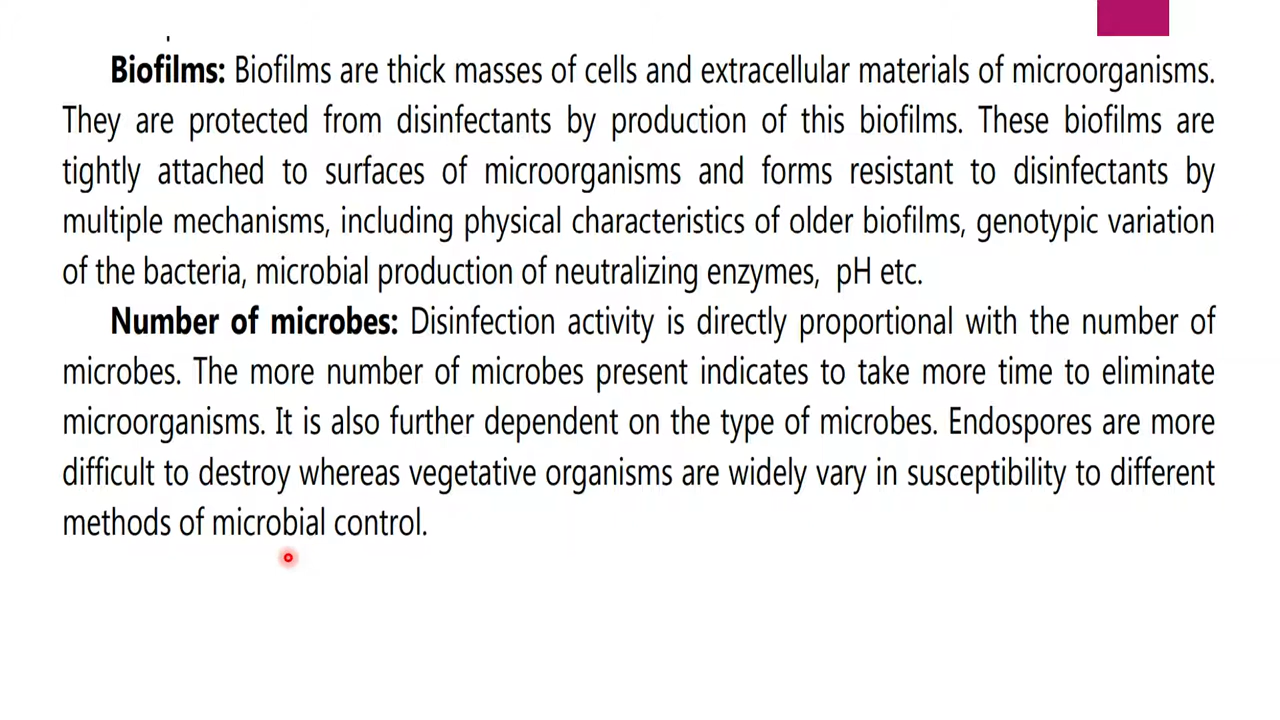 Biofilms: Biofilms are thick masses of cells and extracellular materials of microorganisms.
They are protected from disinfectants by production of this biofilms. These biofilms are
tightly attached to surfaces of microorganisms and forms resistant to disinfectants by
multiple mechanisms, including physical characteristics of older biofilms, genotypic variation
of the bacteria, microbial production of neutralizing enzymes, pH etc.
Number of microbes: Disinfection activity is directly proportional with the number of
microbes. The more number of microbes present indicates to take more time to eliminate
microorganisms. It is also further dependent on the type of microbes. Endospores are more
difficult to destroy whereas vegetative organisms are widely vary in susceptibility to different
methods of microbial control.